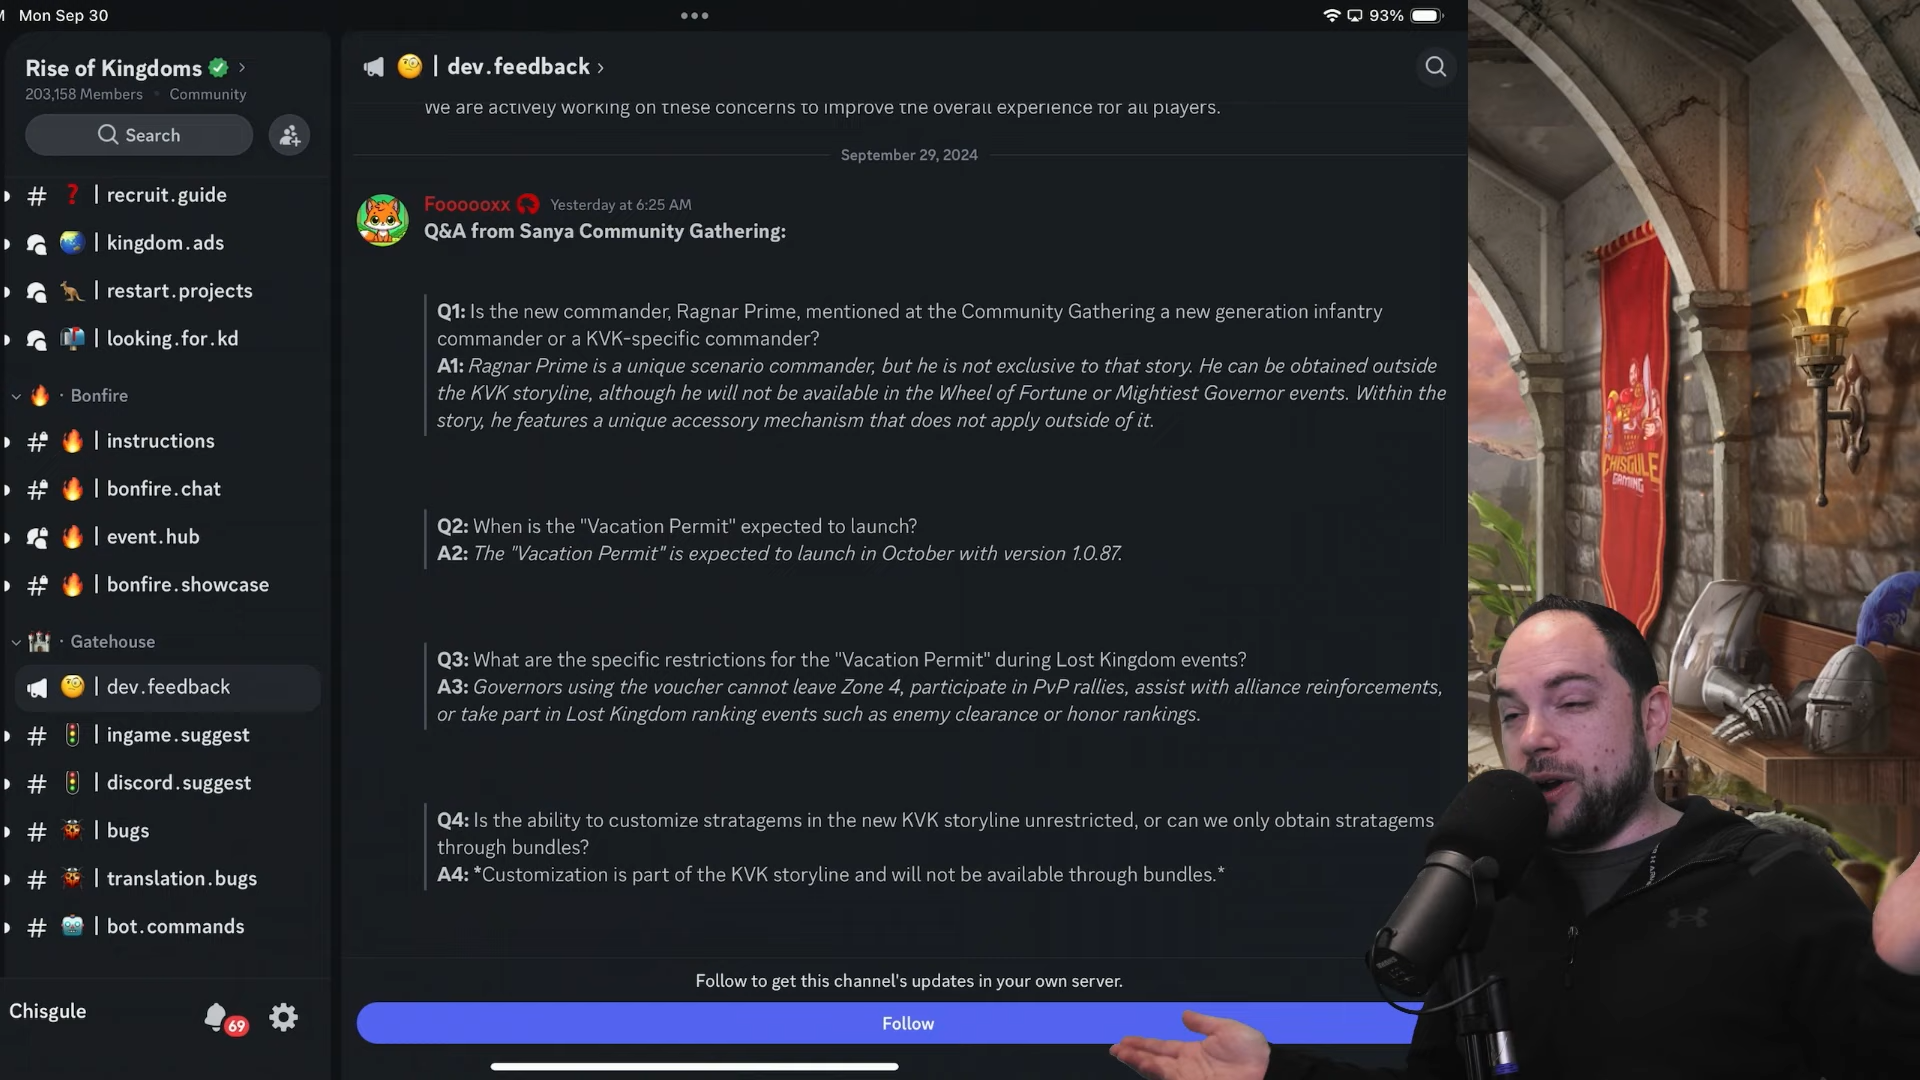 Mon Sep 30
93%
Rise of Kingdoms
203,158 Members • Community
Search
# | recruit.guide
| kingdom.ads
| restart.projects
| looking.for.kd
· Bonfire
| instructions
| bonfire.chat
| event.hub
| bonfire.showcase
· Gatehouse
| dev.feedback
# | ingame.suggest
# | discord.suggest
# | bugs
# | translation.bugs
# | bot.commands
Chisgule
69
| dev.feedback
We are actively working on these concerns to improve the overall experience for all players.
September 29, 2024
Foooooxx Yesterday at 6:25 AM
Q&A from Sanya Community Gathering:
Q1: Is the new commander, Ragnar Prime, mentioned at the Community Gathering a new generation infantry
commander or a KVK-specific commander?
A1: Ragnar Prime is a unique scenario commander, but he is not exclusive to that story. He can be obtained outside
the KVK storyline, although he will not be available in the Wheel of Fortune or Mightiest Governor events. Within the
story, he features a unique accessory mechanism that does not apply outside of it.
Q2: When is the "Vacation Permit" expected to launch?
A2: The "Vacation Permit" is expected to launch in October with version 1.0.87.
Q3: What are the specific restrictions for the "Vacation Permit" during Lost Kingdom events?
A3: Governors using the voucher cannot leave Zone 4, participate in PvP rallies, assist with alliance reinforcements,
or take part in Lost Kingdom ranking events such as enemy clearance or honor rankings.
Q4: Is the ability to customize stratagems in the new KVK storyline unrestricted, or can we only obtain stratagems
through bundles?
A4: *Customization is part of the KVK storyline and will not be available through bundles.*
Follow to get this channel's updates in your own server.
Follow
CHISGULE
GAMING